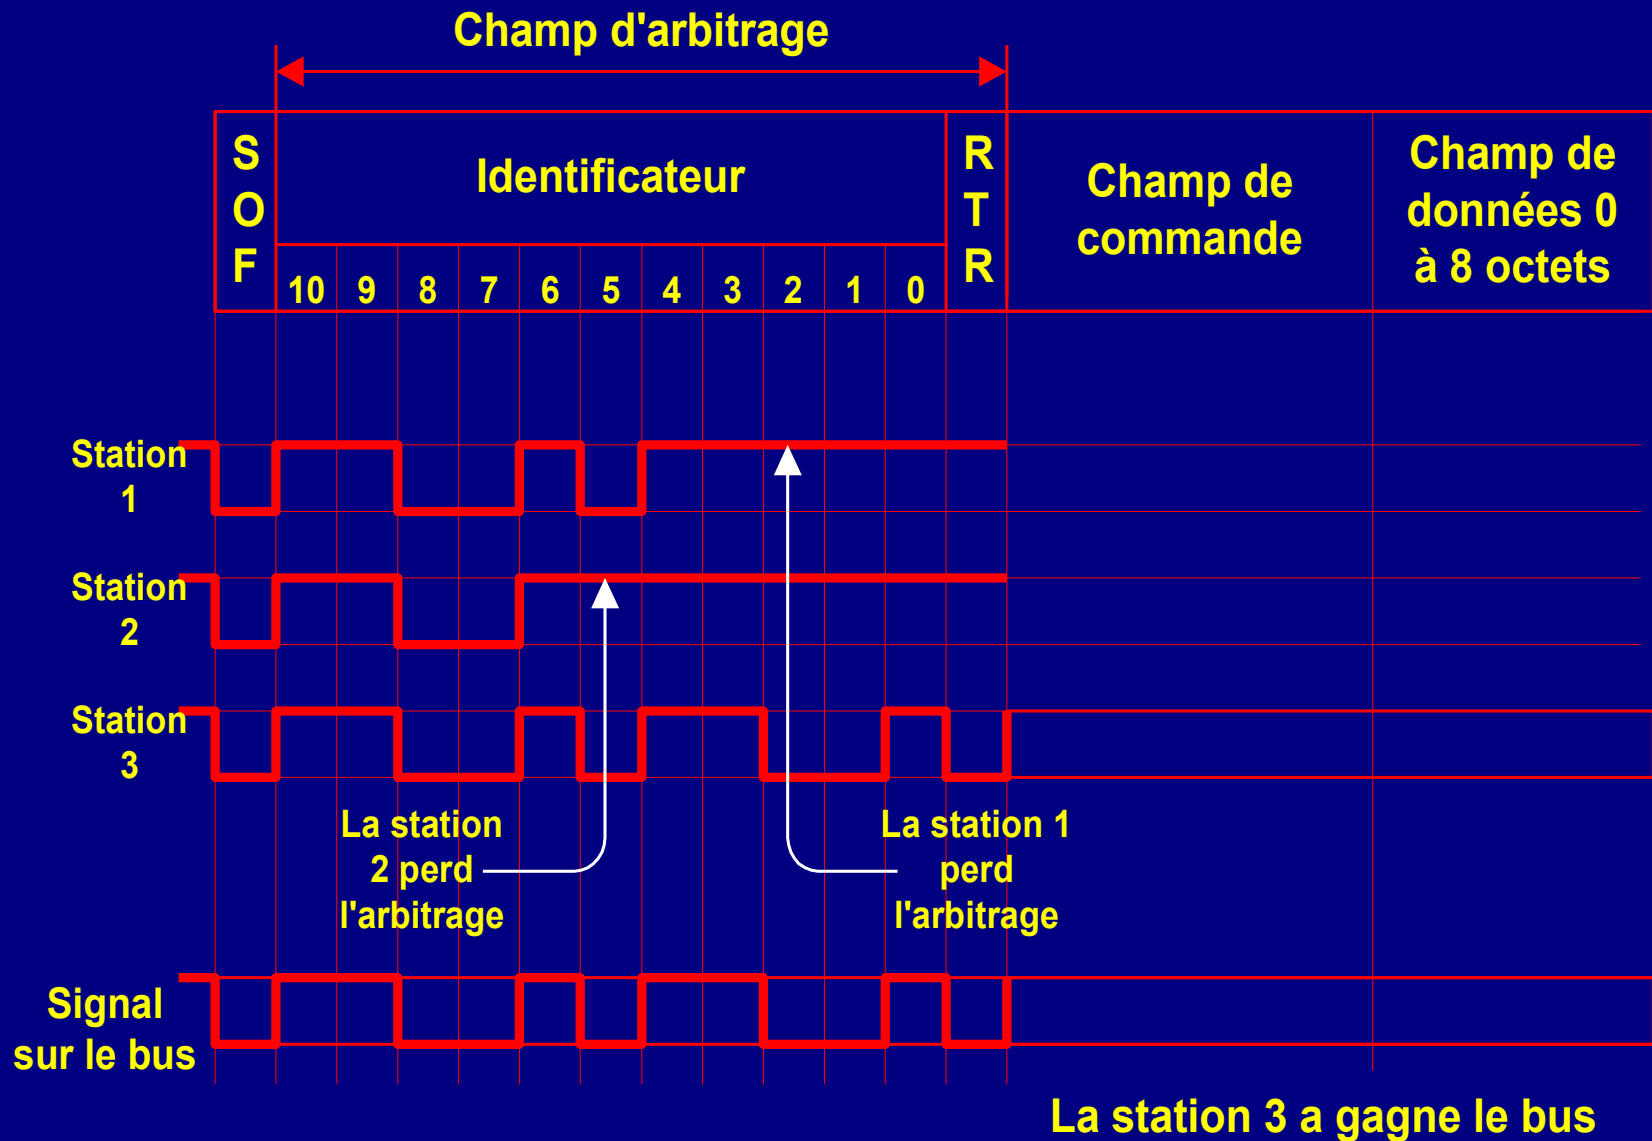 Champ d'arbitrage
S
O
F
Identificateur
R
T
R
Champ de
commande
Champ de
données 0
à 8 octets
10 9 8 7 6 5 4 3 2 1 0
Station
1
Station
2
Station
3
La station
2 perd
l'arbitrage
La station 1
perd
l'arbitrage
Signal
sur le bus
La station 3 a gagne le bus